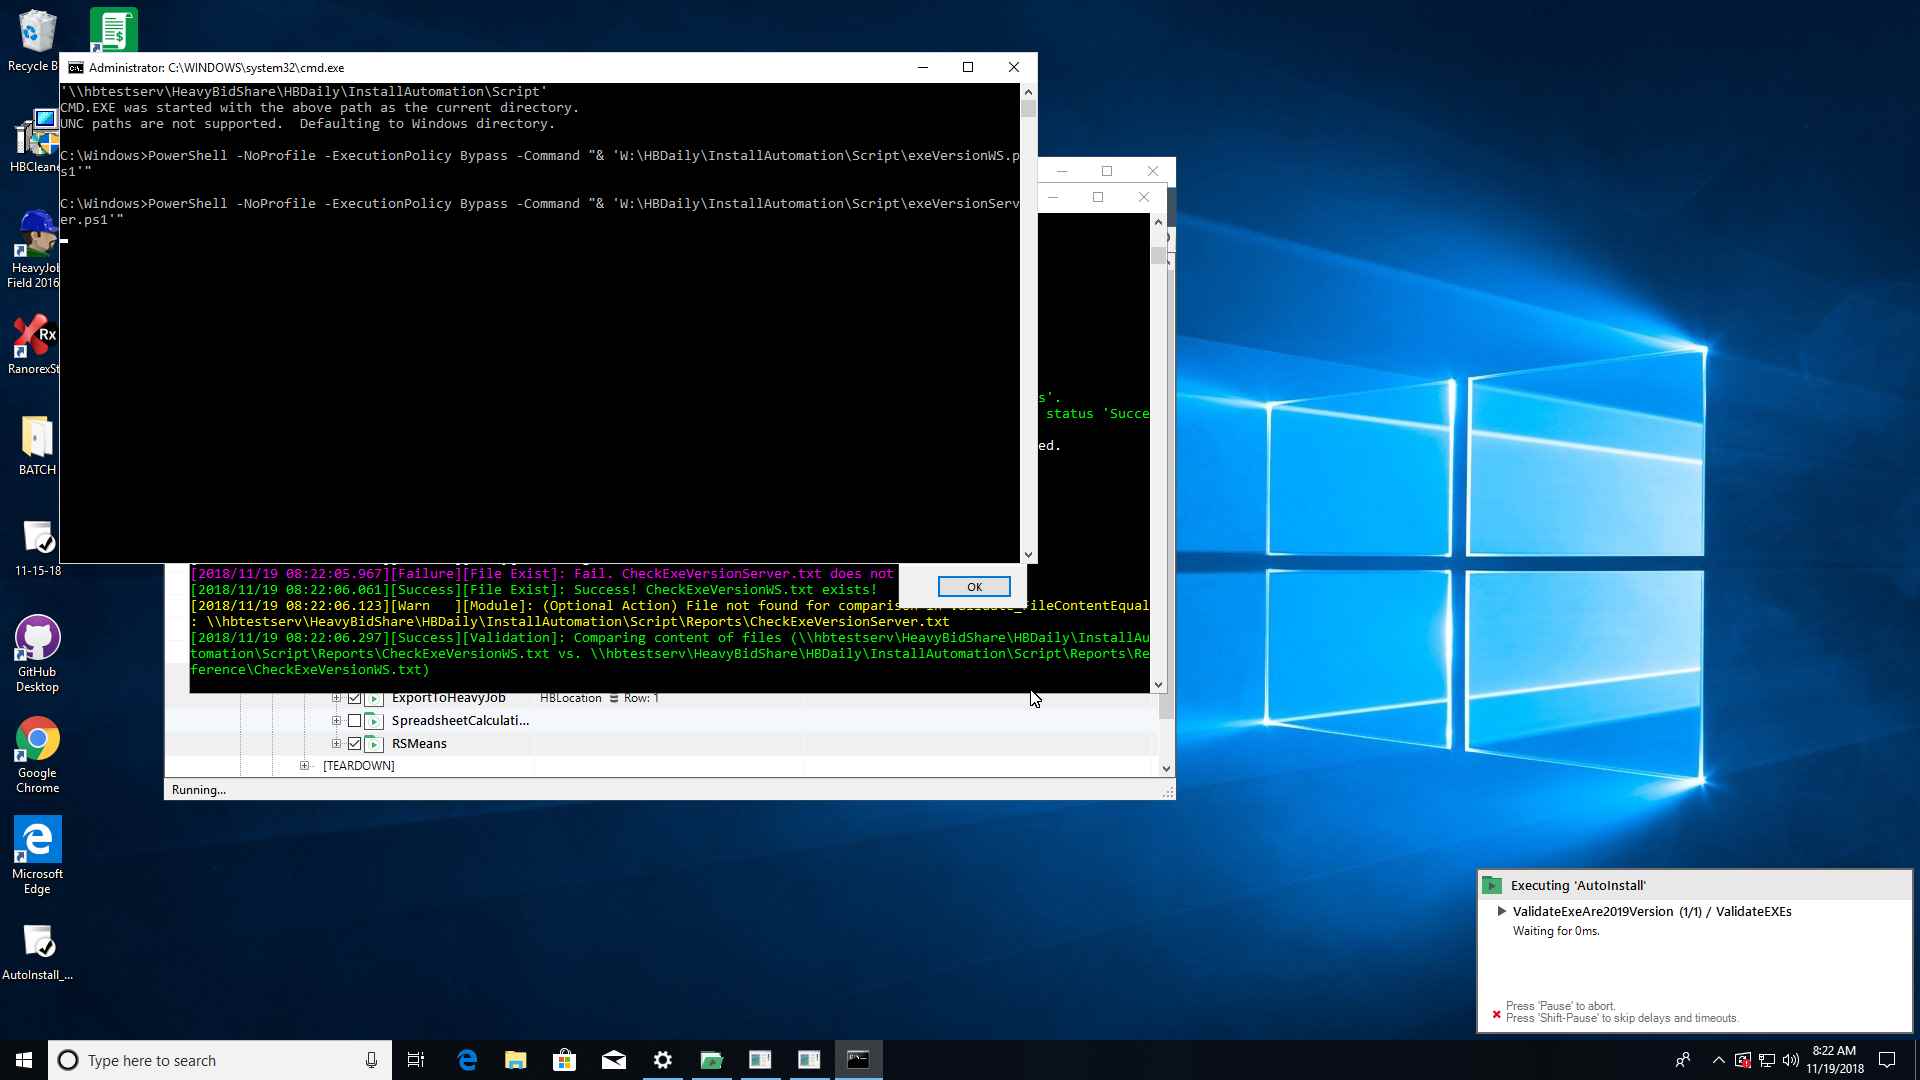 Recycle B
Administrator: C:\WINDOWS\system32\cmd.exe
'\\hbtestserv\HeavyBidShare\HBDaily\InstallAutomation\Script'
CMD.EXE was started with the above path as the current directory.
UNC paths are not supported.  Defaulting to Windows directory.
C:\Windows>PowerShell -NoProfile -ExecutionPolicy Bypass -Command "& 'W:\HBDaily\InstallAutomation\Script\exeVersionWS.p
s1'"
C:\Windows>PowerShell -NoProfile -ExecutionPolicy Bypass -Command "& 'W:\HBDaily\InstallAutomation\Script\exeVersionServ
er.ps1'"
HBCleane
HeavyJob
Field 2016
RanorexSt
BATCH
11-15-18
GitHub
Desktop
Google
Chrome
Microsoft
Edge
AutoInstall_...
s'.
status 'Succe
ed.
[2018/11/19 08:22:05.967][Failure][File Exist]: Fail. CheckExeVersionServer.txt does not
OK
[2018/11/19 08:22:06.061][Success][File Exist]: Success! CheckExeVersionWS.txt exists!
[2018/11/19 08:22:06.123][Warn   ][Module]: (Optional Action) File not found for comparison in Validate_FileContentEqual
: \\hbtestserv\HeavyBidShare\HBDaily\InstallAutomation\Script\Reports\CheckExeVersionServer.txt
[2018/11/19 08:22:06.297][Success][Validation]: Comparing content of files (\\hbtestserv\HeavyBidShare\HBDaily\InstallAu
tomation\Script\Reports\CheckExeVersionWS.txt vs. \\hbtestserv\HeavyBidShare\HBDaily\InstallAutomation\Script\Reports\Re
ference\CheckExeVersionWS.txt)
ExportToHeavyJob HBLocation Row: 1
SpreadsheetCalculati...
RSMeans
[TEARDOWN]
Running...
Executing 'AutoInstall'
ValidateExeAre2019Version (1/1) / ValidateEXEs
Waiting for 0ms.
Press 'Pause' to abort.
Press 'Shift-Pause' to skip delays and timeouts.
Type here to search
8:22 AM
11/19/2018